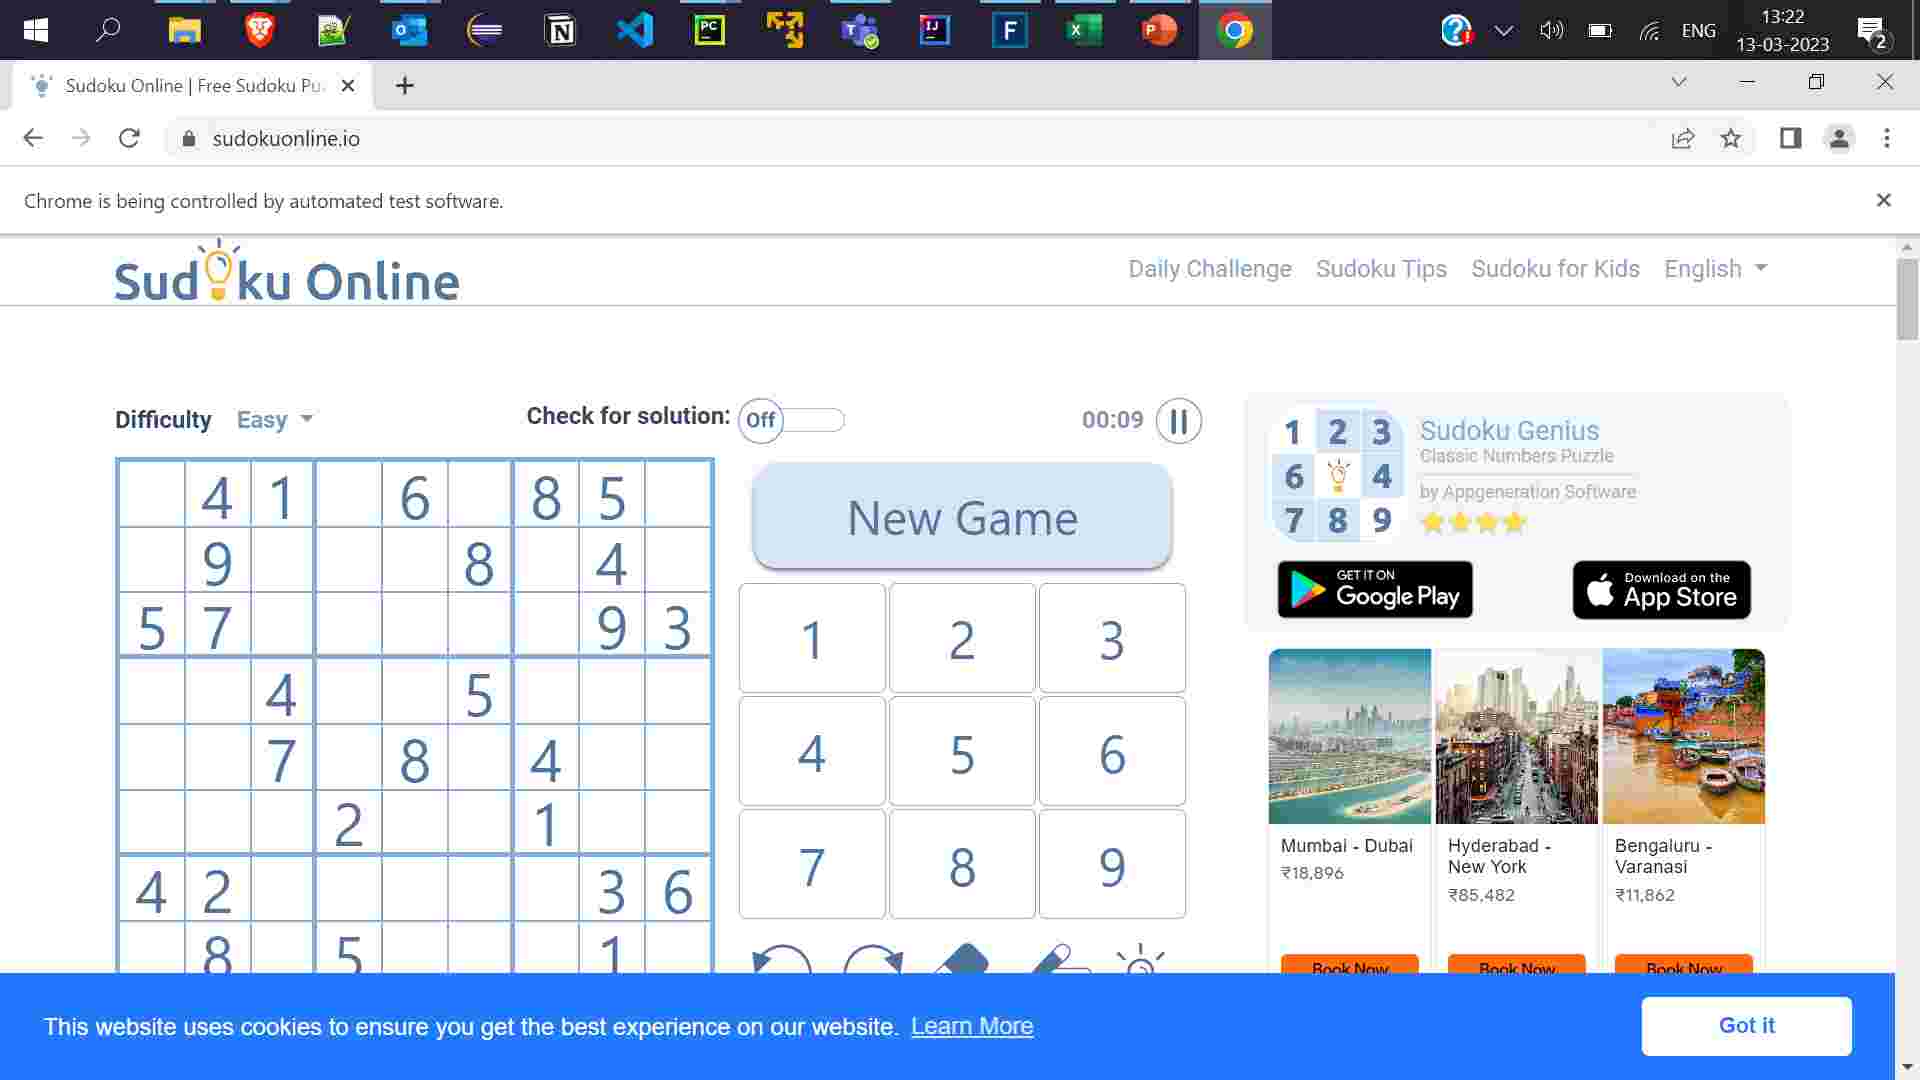 13:22
ENG
13-03-2023
2
Sudoku Online | Free Sudoku Pu
sudokuonline.io
Chrome is being controlled by automated test software.
Sudoku Online
Daily Challenge Sudoku Tips Sudoku for Kids English
Difficulty Easy Check for solution: Off 00:09
4 1 6 8 5
9 8 4
5 7 9 3
4 5
7 8 4
2 1
4 2 3 6
8 5 1
New Game
1 2 3
4 5 6
7 8 9
1 2 3
6 4
7 8 9
Sudoku Genius
Classic Numbers Puzzle
by Appgeneration Software
GET IT ON
Google Play
Download on the
App Store
Mumbai - Dubai
₹18,896
Hyderabad -
New York
₹85,482
Bengaluru -
Varanasi
₹11,862
Book Now Book Now Book Now
This website uses cookies to ensure you get the best experience on our website. Learn More
Got it